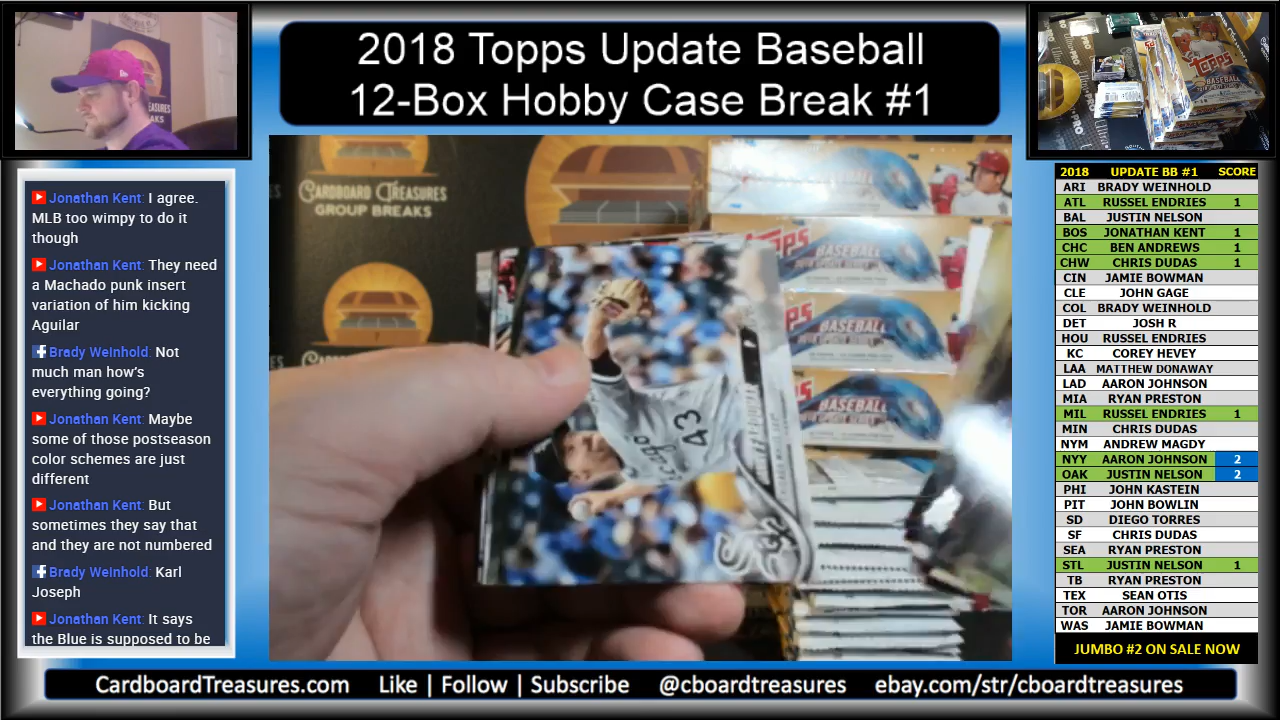 2018 Topps Update Baseball
12-Box Hobby Case Break #1
Jonathan Kent: I agree.
MLB too wimpy to do it
though
Jonathan Kent: They need
a Machado punk insert
variation of him kicking
Aguilar
Brady Weinhold: Not
much man how's
everything going?
Jonathan Kent: Maybe
some of those postseason
color schemes are just
different
Jonathan Kent: But
sometimes they say that
and they are not numbered
Brady Weinhold: Karl
Joseph
Jonathan Kent: It says
the Blue is supposed to be
CARDBOARD TREASURES
GROUP BREAKS
TOPPS
BASEBALL
BASEBALL
BASEBALL
43
Sox
Topps
BASEBALL
2018 UPDATE BB #1 SCORE
ARI BRADY WEINHOLD
ATL RUSSEL ENDRIES 1
BAL JUSTIN NELSON
BOS JONATHAN KENT 1
CHC BEN ANDREWS 1
CHW CHRIS DUDAS 1
CIN JAMIE BOWMAN
CLE JOHN GAGE
COL BRADY WEINHOLD
DET JOSH R
HOU RUSSEL ENDRIES
KC COREY HEVEY
LAA MATTHEW DONAWAY
LAD AARON JOHNSON
MIA RYAN PRESTON
MIL RUSSEL ENDRIES 1
MIN CHRIS DUDAS
NYM ANDREW MAGDY
NYY AARON JOHNSON 2
OAK JUSTIN NELSON 2
PHI JOHN KASTEIN
PIT JOHN BOWLIN
SD DIEGO TORRES
SF CHRIS DUDAS
SEA RYAN PRESTON
STL JUSTIN NELSON 1
TB RYAN PRESTON
TEX SEAN OTIS
TOR AARON JOHNSON
WAS JAMIE BOWMAN
JUMBO #2 ON SALE NOW
CardboardTreasures.com Like | Follow | Subscribe @cboardtreasures ebay.com/str/cboardtreasures